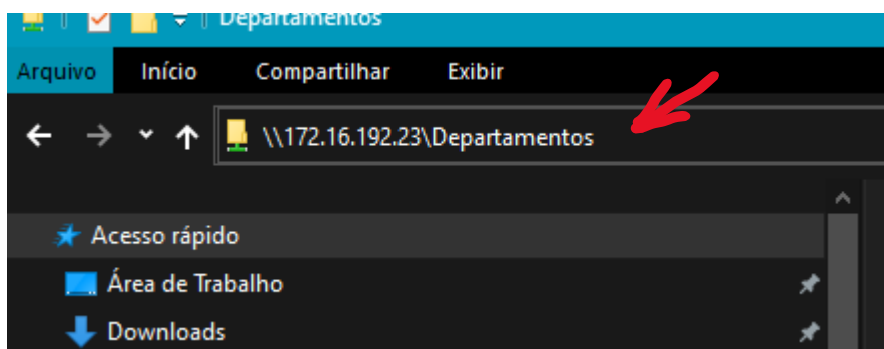 Departamentos
Arquivo Início Compartilhar Exibir
\\172.16.192.23\Departamentos
Acesso rápido
Área de Trabalho
Downloads